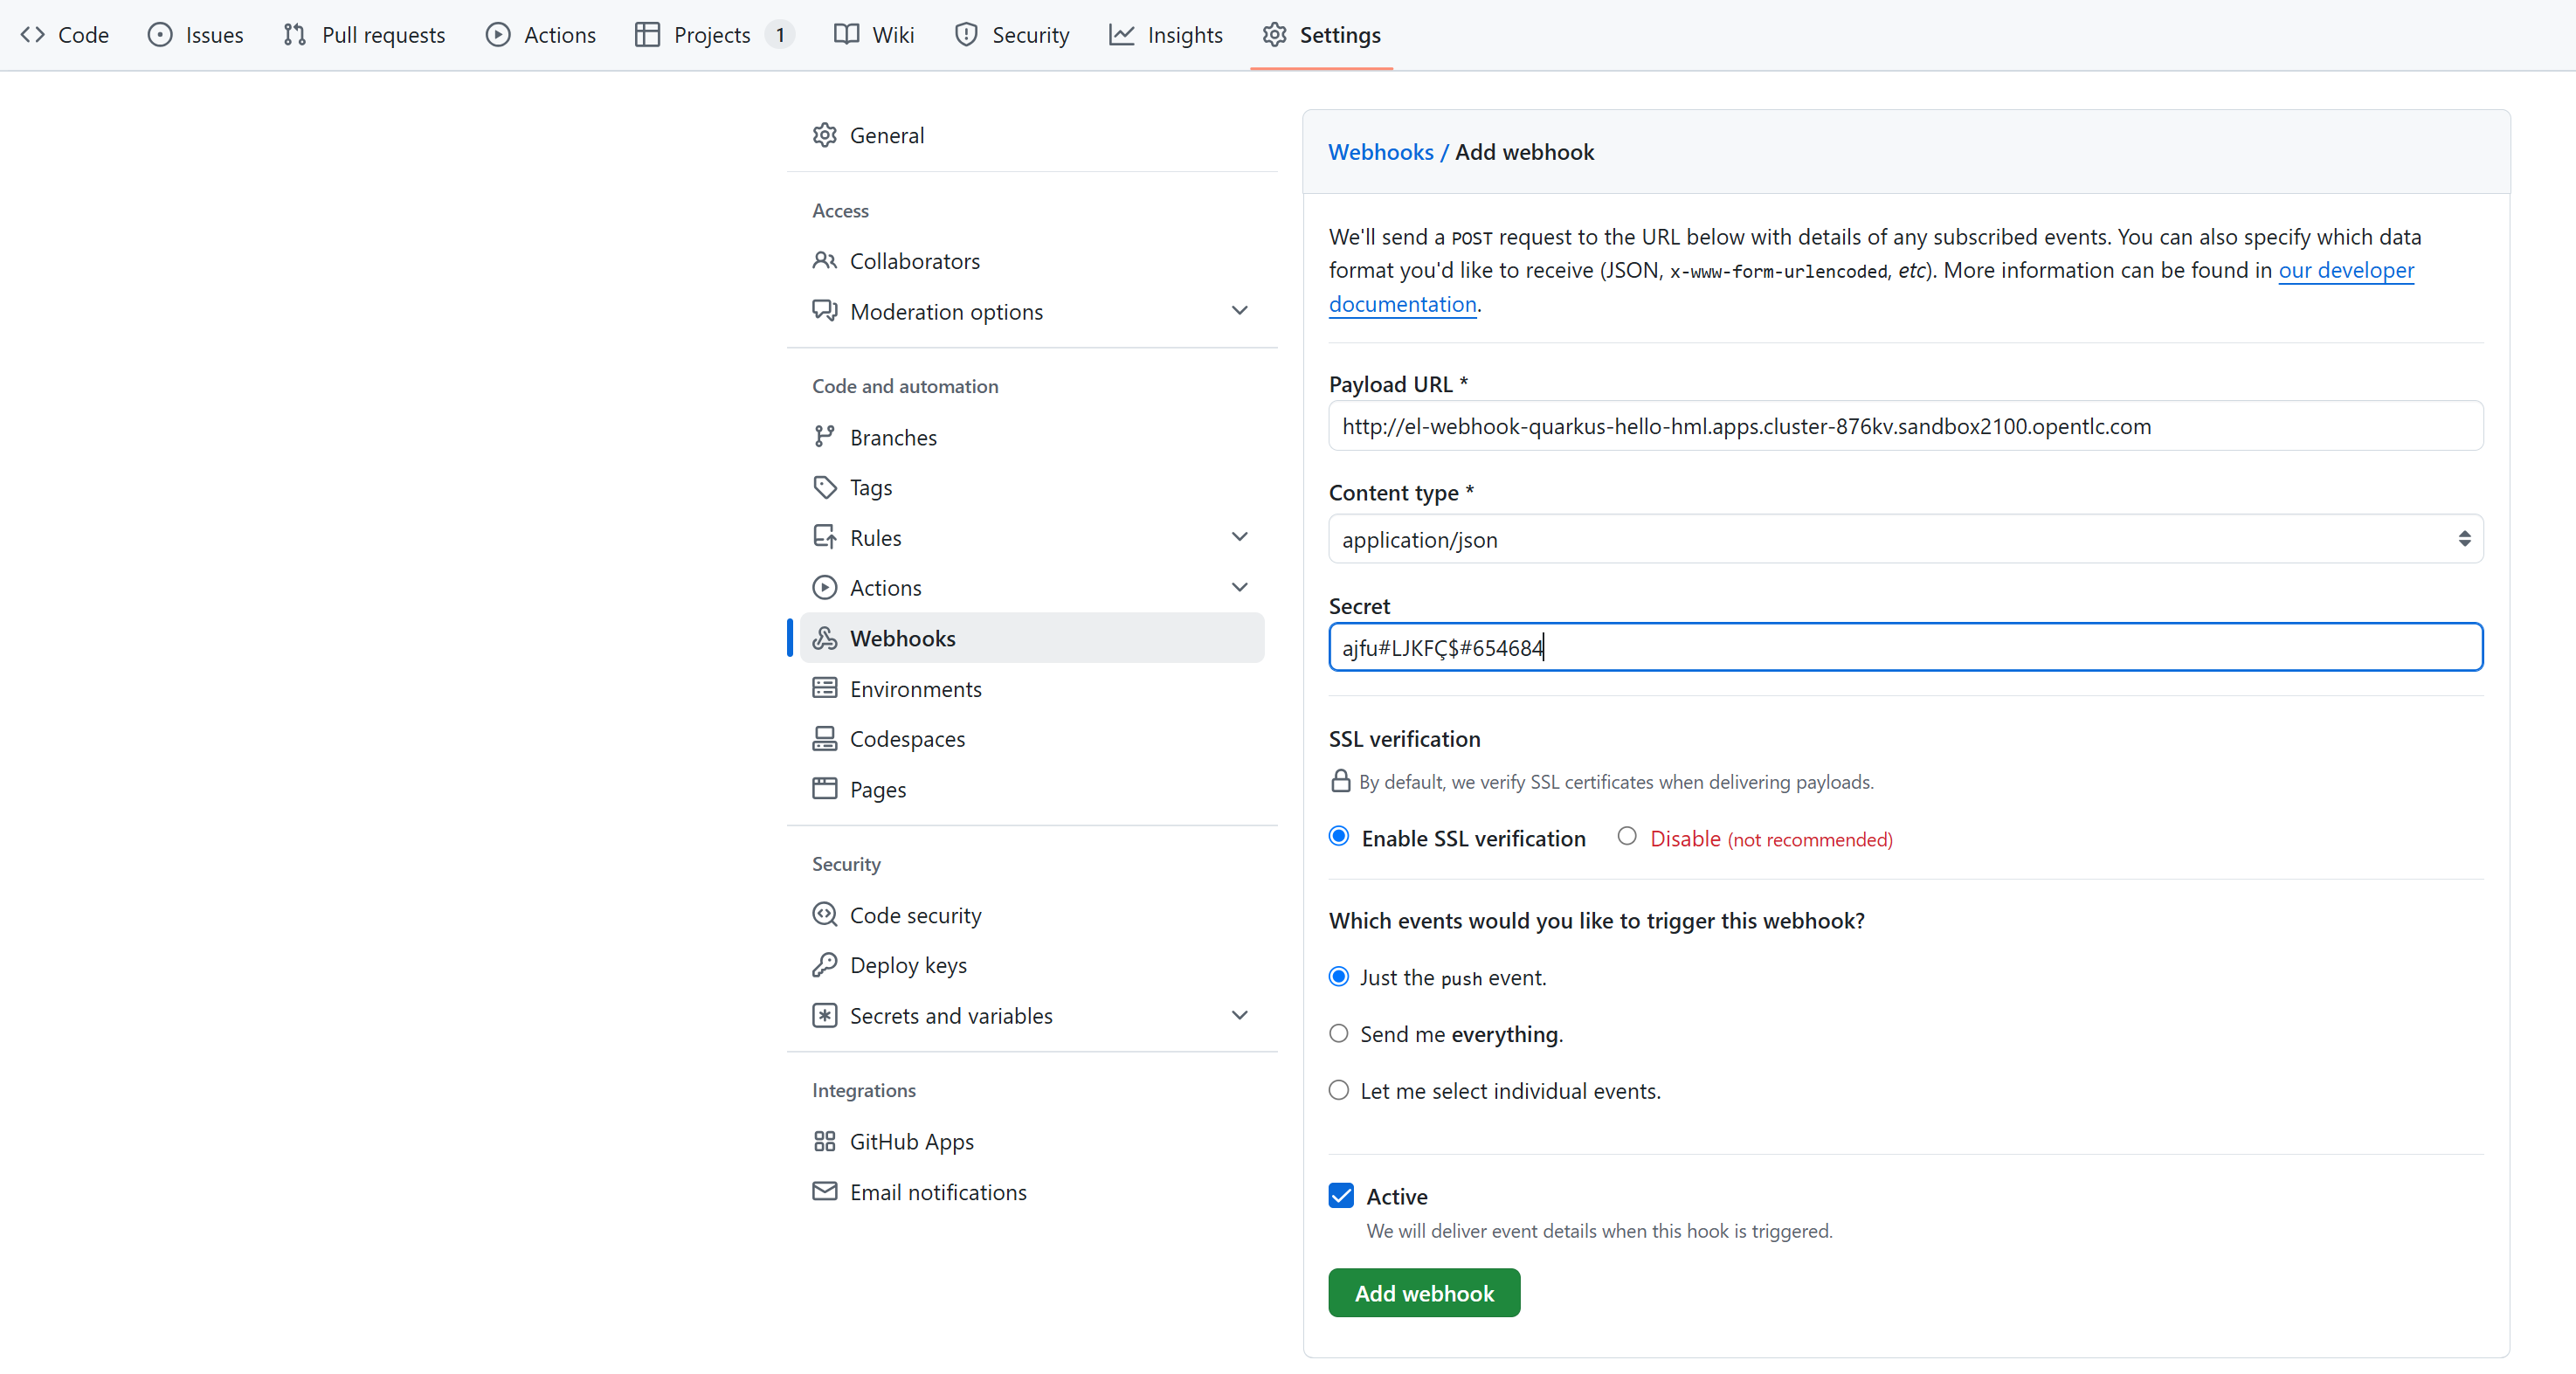 Code Issues Pull requests Actions Projects 1 Wiki Security Insights Settings
General
Access
Collaborators
Moderation options
Code and automation
Branches
Tags
Rules
Actions
Webhooks
Environments
Codespaces
Pages
Security
Code security
Deploy keys
Secrets and variables
Integrations
GitHub Apps
Email notifications
Webhooks / Add webhook
We'll send a POST request to the URL below with details of any subscribed events. You can also specify which data
format you'd like to receive (JSON, x-www-form-urlencoded, etc). More information can be found in our developer
documentation.
Payload URL *
http://el-webhook-quarkus-hello-hml.apps.cluster-876kv.sandbox2100.opentlc.com
Content type *
application/json
Secret
ajfu#LJKFÇ$#654684
SSL verification
By default, we verify SSL certificates when delivering payloads.
Enable SSL verification Disable (not recommended)
Which events would you like to trigger this webhook?
Just the push event.
Send me everything.
Let me select individual events.
Active
We will deliver event details when this hook is triggered.
Add webhook